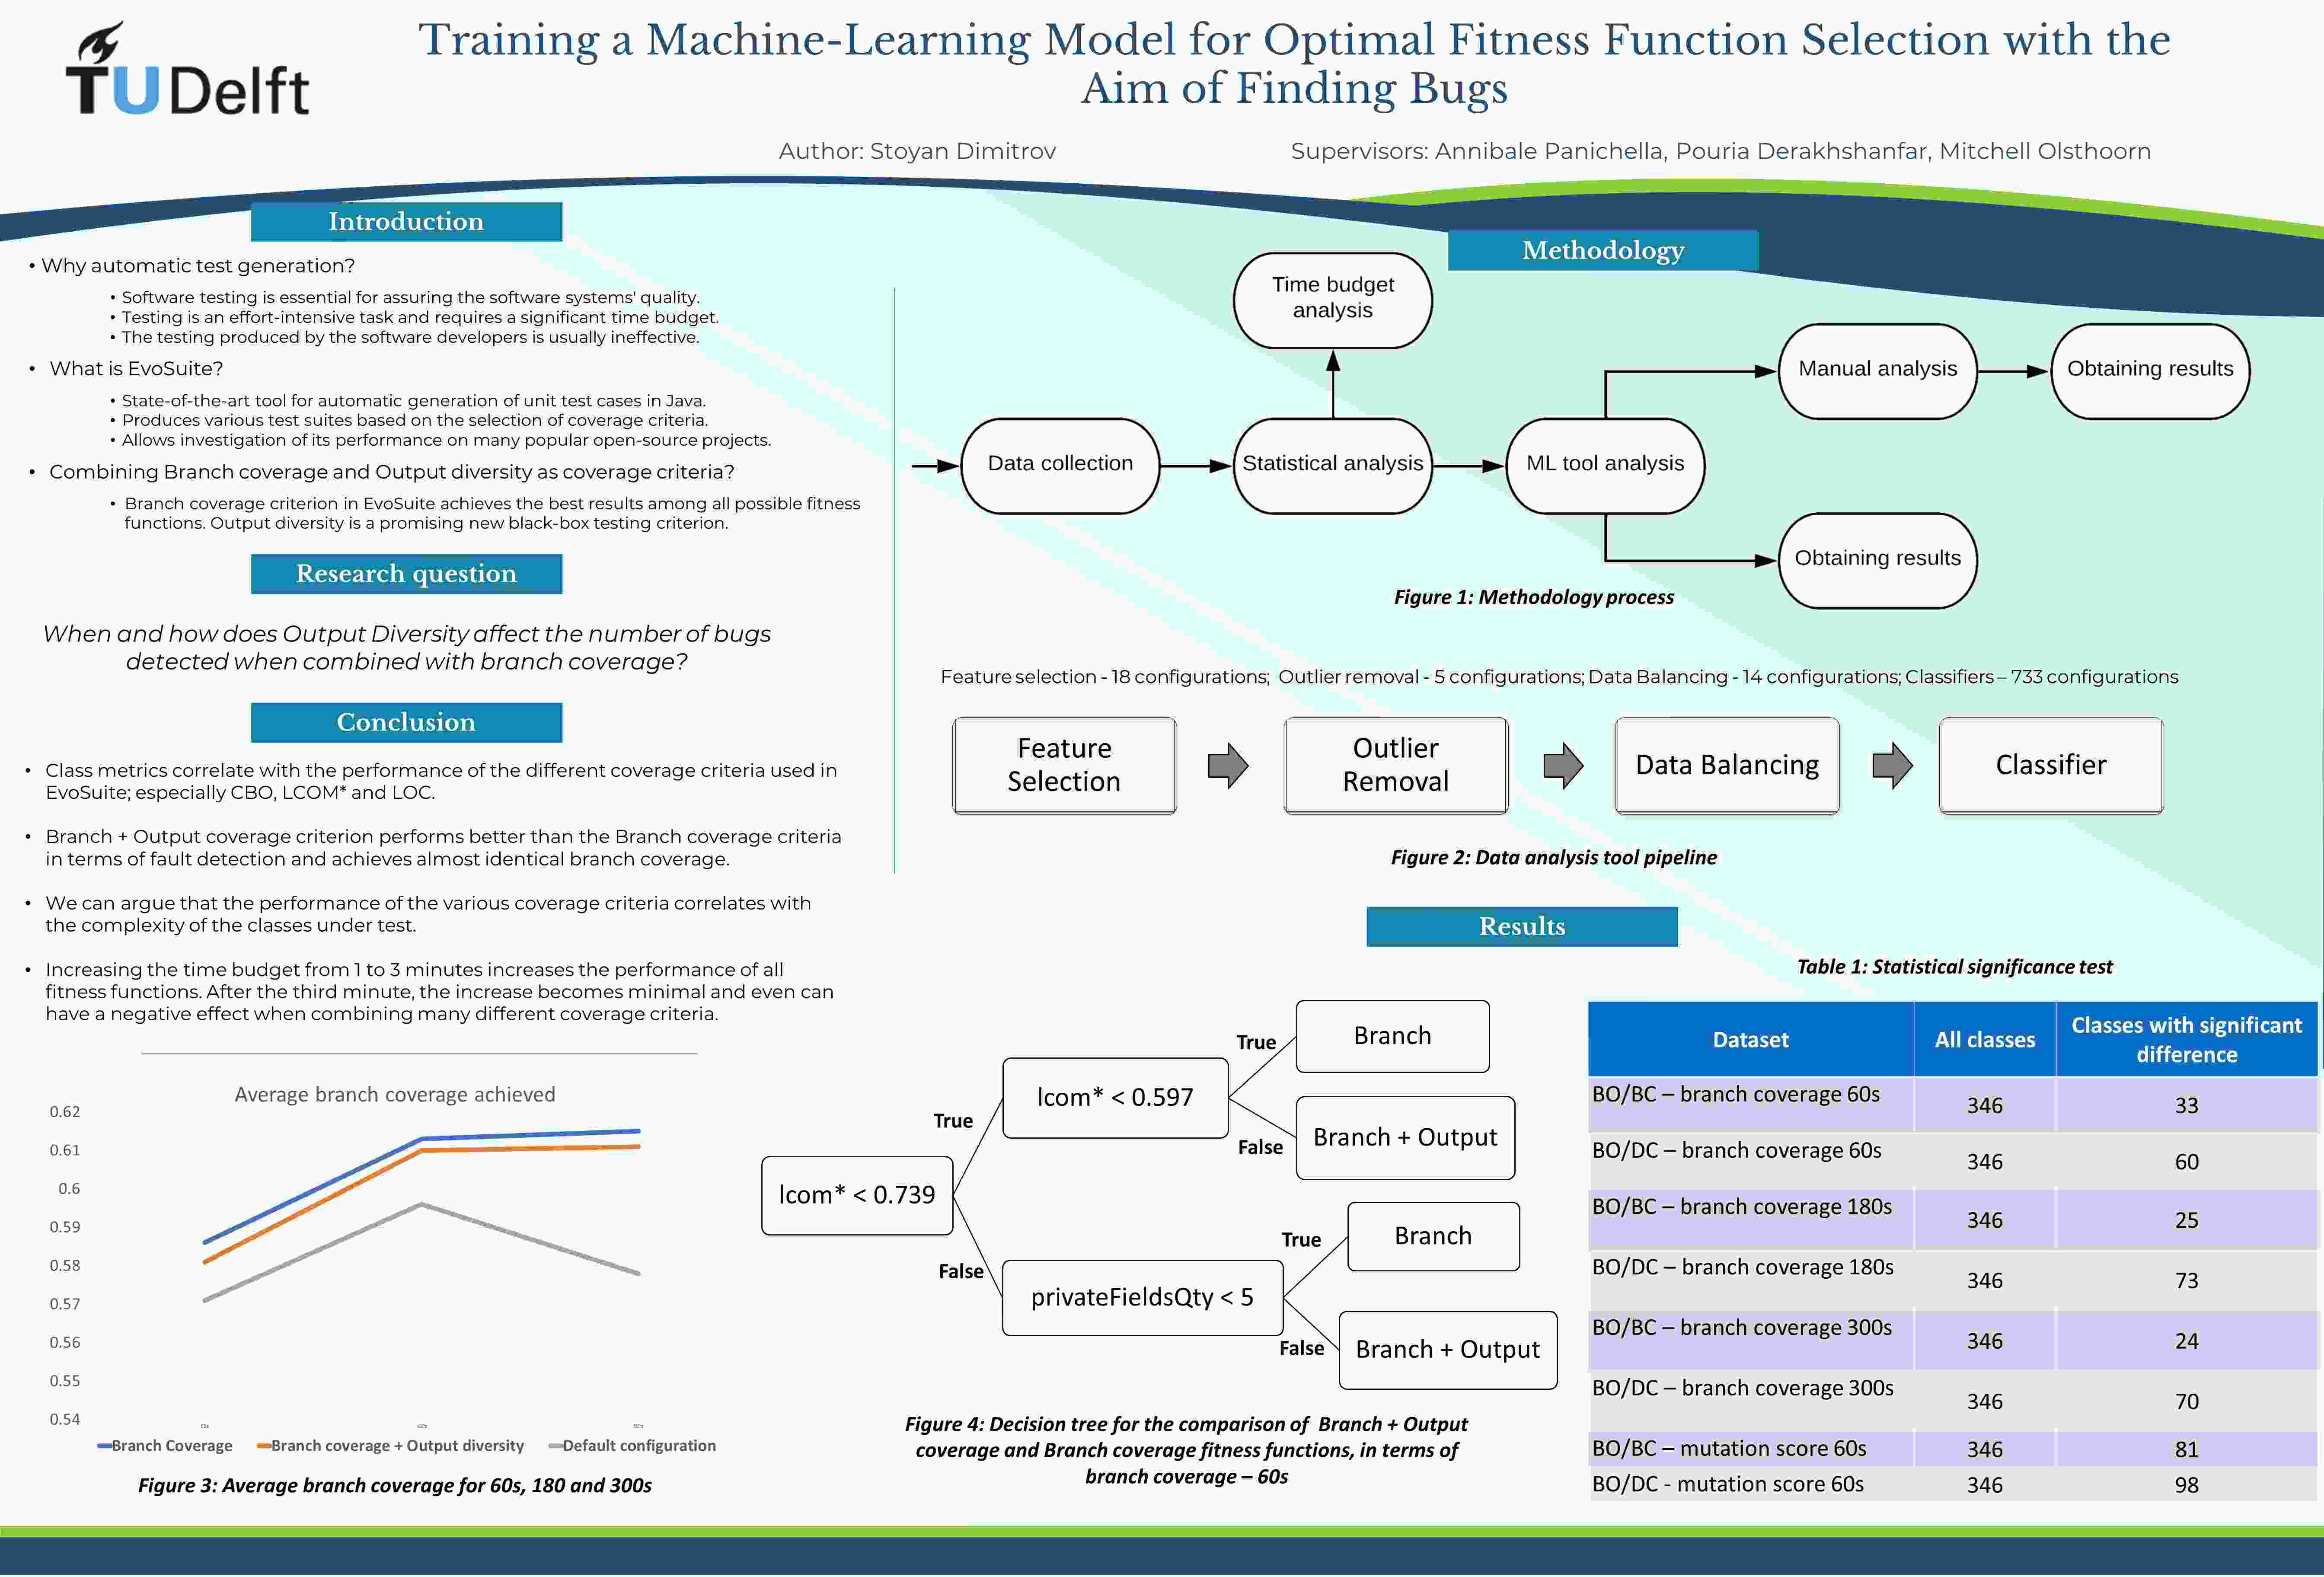 TU Delft
Training a Machine-Learning Model for Optimal Fitness Function Selection with the
Aim of Finding Bugs
Author: Stoyan Dimitrov
Supervisors: Annibale Panichella, Pouria Derakhshanfar, Mitchell Olsthoorn
Introduction
• Why automatic test generation?
• Software testing is essential for assuring the software systems' quality.
• Testing is an effort-intensive task and requires a significant time budget.
• The testing produced by the software developers is usually ineffective.
• What is EvoSuite?
• State-of-the-art tool for automatic generation of unit test cases in Java.
• Produces various test suites based on the selection of coverage criteria.
• Allows investigation of its performance on many popular open-source projects.
• Combining Branch coverage and Output diversity as coverage criteria?
• Branch coverage criterion in EvoSuite achieves the best results among all possible fitness
functions. Output diversity is a promising new black-box testing criterion.
Research question
When and how does Output Diversity affect the number of bugs
detected when combined with branch coverage?
Conclusion
• Class metrics correlate with the performance of the different coverage criteria used in
EvoSuite; especially CBO, LCOM* and LOC.
• Branch + Output coverage criterion performs better than the Branch coverage criteria
in terms of fault detection and achieves almost identical branch coverage.
• We can argue that the performance of the various coverage criteria correlates with
the complexity of the classes under test.
• Increasing the time budget from 1 to 3 minutes increases the performance of all
fitness functions. After the third minute, the increase becomes minimal and even can
have a negative effect when combining many different coverage criteria.
Average branch coverage achieved
0.62
0.61
0.6
0.59
0.58
0.57
0.56
0.55
0.54
Branch Coverage
Branch coverage + Output diversity
Default configuration
Figure 3: Average branch coverage for 60s, 180 and 300s
Methodology
Time budget
analysis
Manual analysis
Obtaining results
Data collection
Statistical analysis
ML tool analysis
Obtaining results
Figure 1: Methodology process
Feature selection - 18 configurations; Outlier removal - 5 configurations; Data Balancing - 14 configurations; Classifiers – 733 configurations
Feature
Selection
Outlier
Removal
Data Balancing
Classifier
Figure 2: Data analysis tool pipeline
Results
True
Branch
lcom* < 0.597
True
False
Branch + Output
lcom* < 0.739
True
Branch
False
privateFieldsQty < 5
False
Branch + Output
Figure 4: Decision tree for the comparison of Branch + Output
coverage and Branch coverage fitness functions, in terms of
branch coverage – 60s
Table 1: Statistical significance test
Dataset All classes Classes with significant
difference
BO/BC – branch coverage 60s 346 33
BO/DC – branch coverage 60s 346 60
BO/BC – branch coverage 180s 346 25
BO/DC – branch coverage 180s 346 73
BO/BC – branch coverage 300s 346 24
BO/DC – branch coverage 300s 346 70
BO/BC – mutation score 60s 346 81
BO/DC - mutation score 60s 346 98